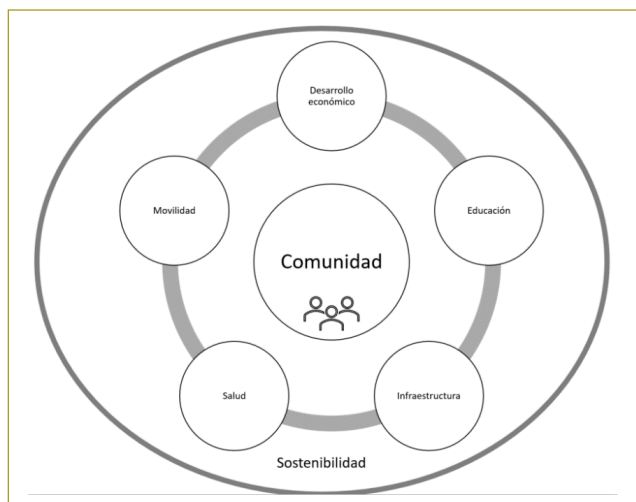 Desarrollo
económico
Movilidad
Educación
Comunidad
Salud
Infraestructura
Sostenibilidad